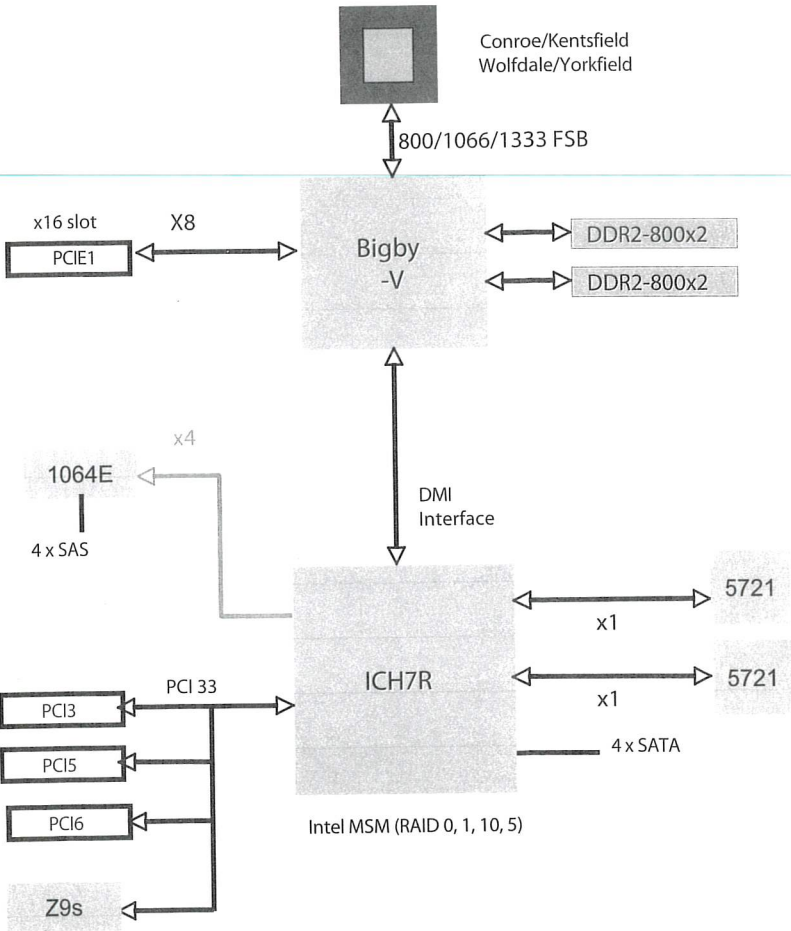 Conroe/Kentsfield
Wolfdale/Yorkfield
800/1066/1333 FSB
x16 slot
X8
PCIE1
Bigby
-V
DDR2-800x2
DDR2-800x2
x4
1064E
4 x SAS
DMI
Interface
5721
x1
ICH7R
5721
x1
PCI 33
PCI3
4 x SATA
PCI5
PCI6
Intel MSM (RAID 0, 1, 10, 5)
Z9s